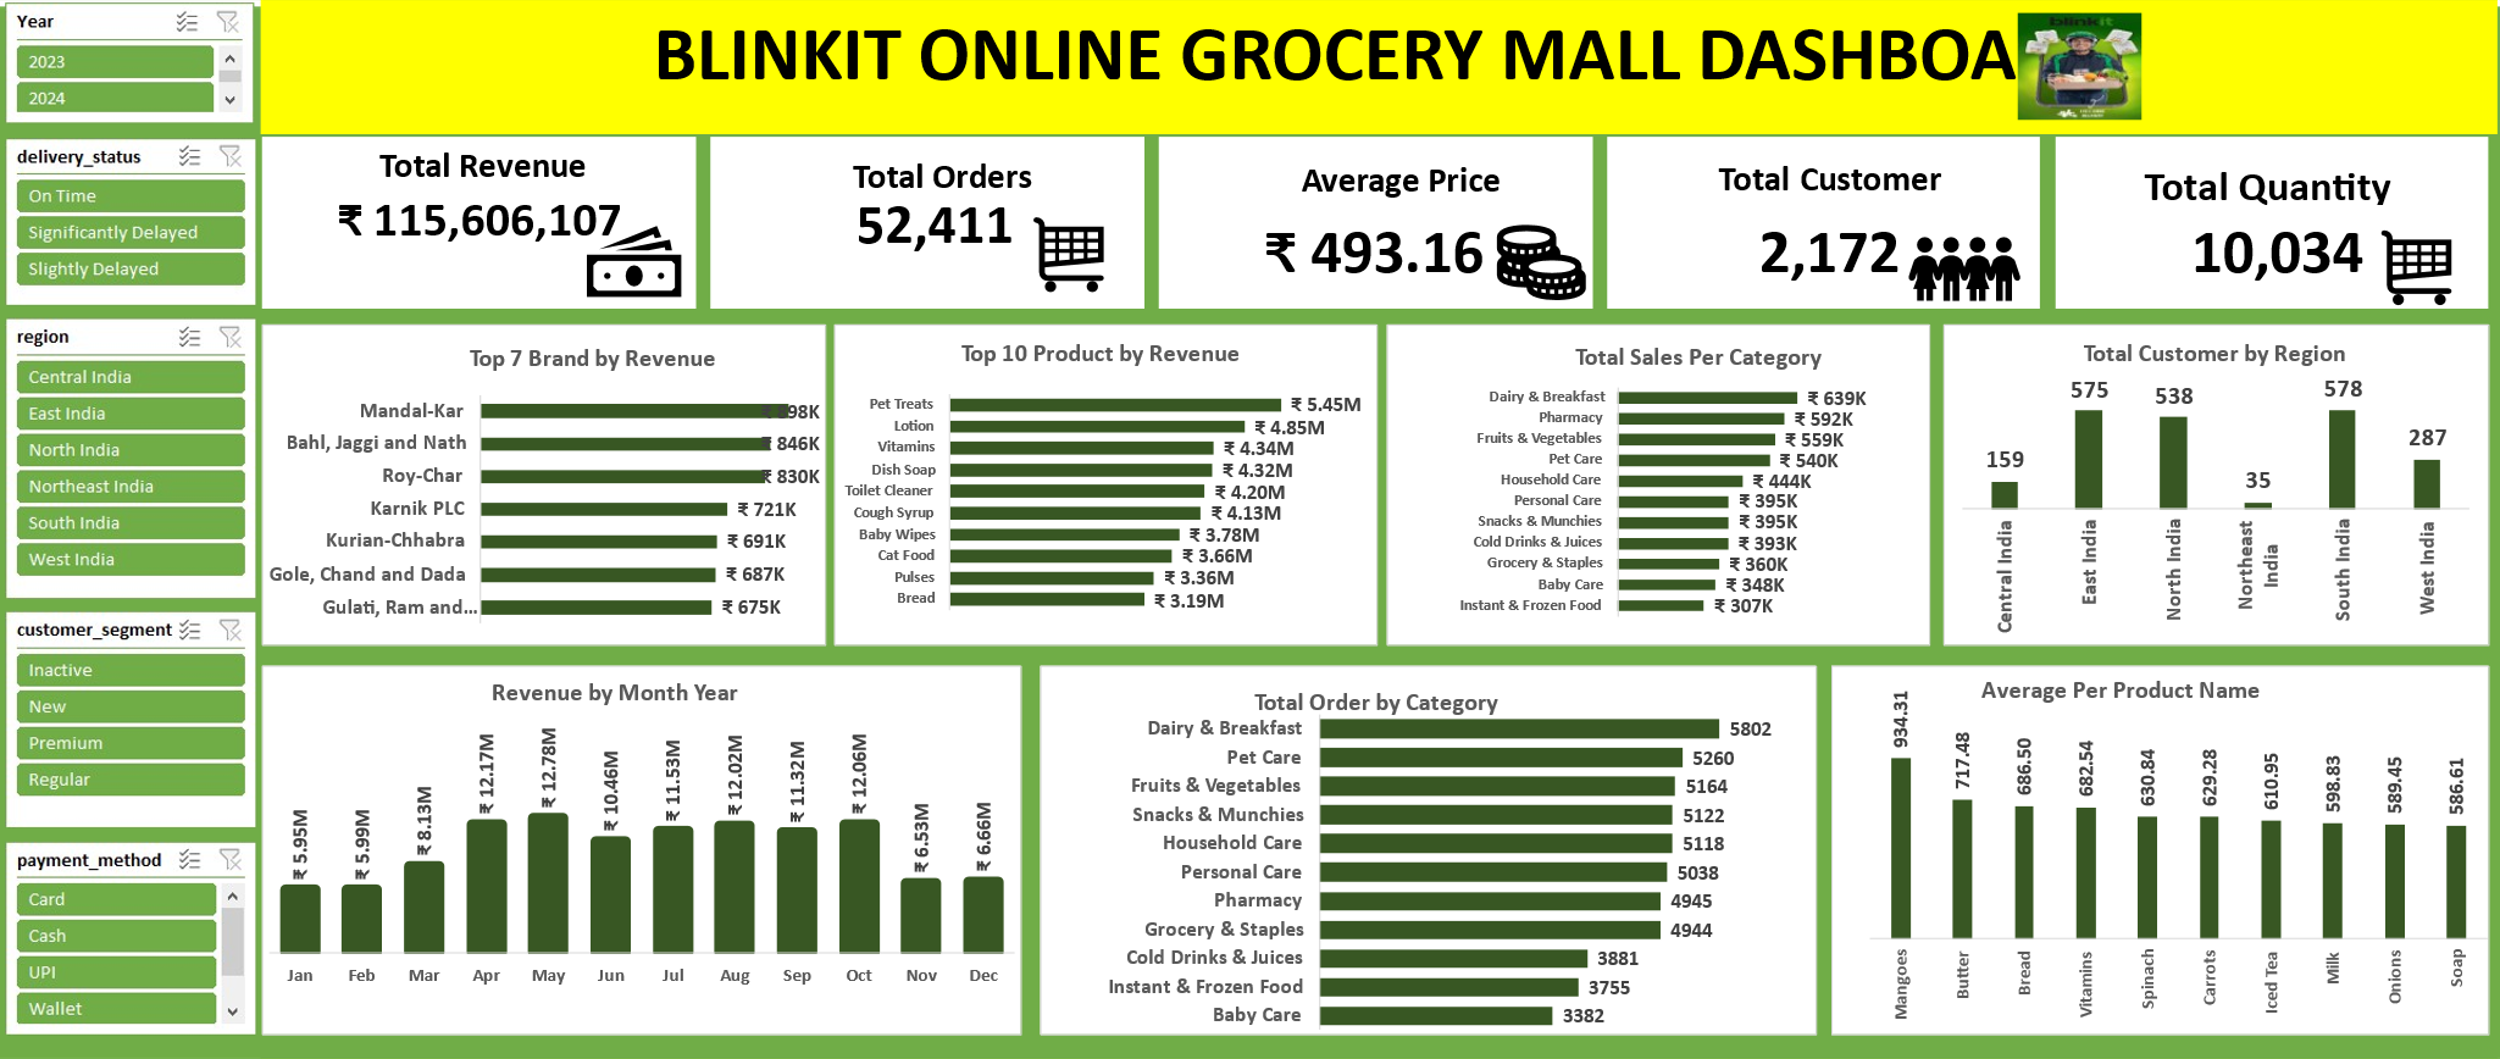 Year
2023
2024
delivery_status
On Time
Significantly Delayed
Slightly Delayed
region
Central India
East India
North India
Northeast India
South India
West India
customer_segment
Inactive
New
Premium
Regular
payment_method
Card
Cash
UPI
Wallet
BLINKIT ONLINE GROCERY MALL DASHBOA
blinkit
Total Revenue
₹ 115,606,107
Total Orders
52,411
Average Price
₹ 493.16
Total Customer
2,172
Total Quantity
10,034
Top 7 Brand by Revenue
Mandal-Kar ₹ 898K
Bahl, Jaggi and Nath ₹ 846K
Roy-Char ₹ 830K
Karnik PLC ₹ 721K
Kurian-Chhabra ₹ 691K
Gole, Chand and Dada ₹ 687K
Gulati, Ram and... ₹ 675K
Top 10 Product by Revenue
Pet Treats ₹ 5.45M
Lotion ₹ 4.85M
Vitamins ₹ 4.34M
Dish Soap ₹ 4.32M
Toilet Cleaner ₹ 4.20M
Cough Syrup ₹ 4.13M
Baby Wipes ₹ 3.78M
Cat Food ₹ 3.66M
Pulses ₹ 3.36M
Bread ₹ 3.19M
Total Sales Per Category
Dairy & Breakfast ₹ 639K
Pharmacy ₹ 592K
Fruits & Vegetables ₹ 559K
Pet Care ₹ 540K
Household Care ₹ 444K
Personal Care ₹ 395K
Snacks & Munchies ₹ 395K
Cold Drinks & Juices ₹ 393K
Grocery & Staples ₹ 360K
Baby Care ₹ 348K
Instant & Frozen Food ₹ 307K
Total Customer by Region
159 575 538 35 578 287
Central India
East India
North India
Northeast
India
South India
West India
Revenue by Month Year
₹ 5.95M ₹ 5.99M ₹ 8.13M ₹ 12.17M ₹ 12.78M ₹ 10.46M ₹ 11.53M ₹ 12.02M ₹ 11.32M ₹ 12.06M ₹ 6.53M ₹ 6.66M
Jan Feb Mar Apr May Jun Jul Aug Sep Oct Nov Dec
Total Order by Category
Dairy & Breakfast 5802
Pet Care 5260
Fruits & Vegetables 5164
Snacks & Munchies 5122
Household Care 5118
Personal Care 5038
Pharmacy 4945
Grocery & Staples 4944
Cold Drinks & Juices 3881
Instant & Frozen Food 3755
Baby Care 3382
Average Per Product Name
934.31 717.48 686.50 682.54 630.84 629.28 610.95 598.83 589.45 586.61
Mangoes Butter Bread Vitamins Spinach Carrots Iced Tea Milk Onions Soap